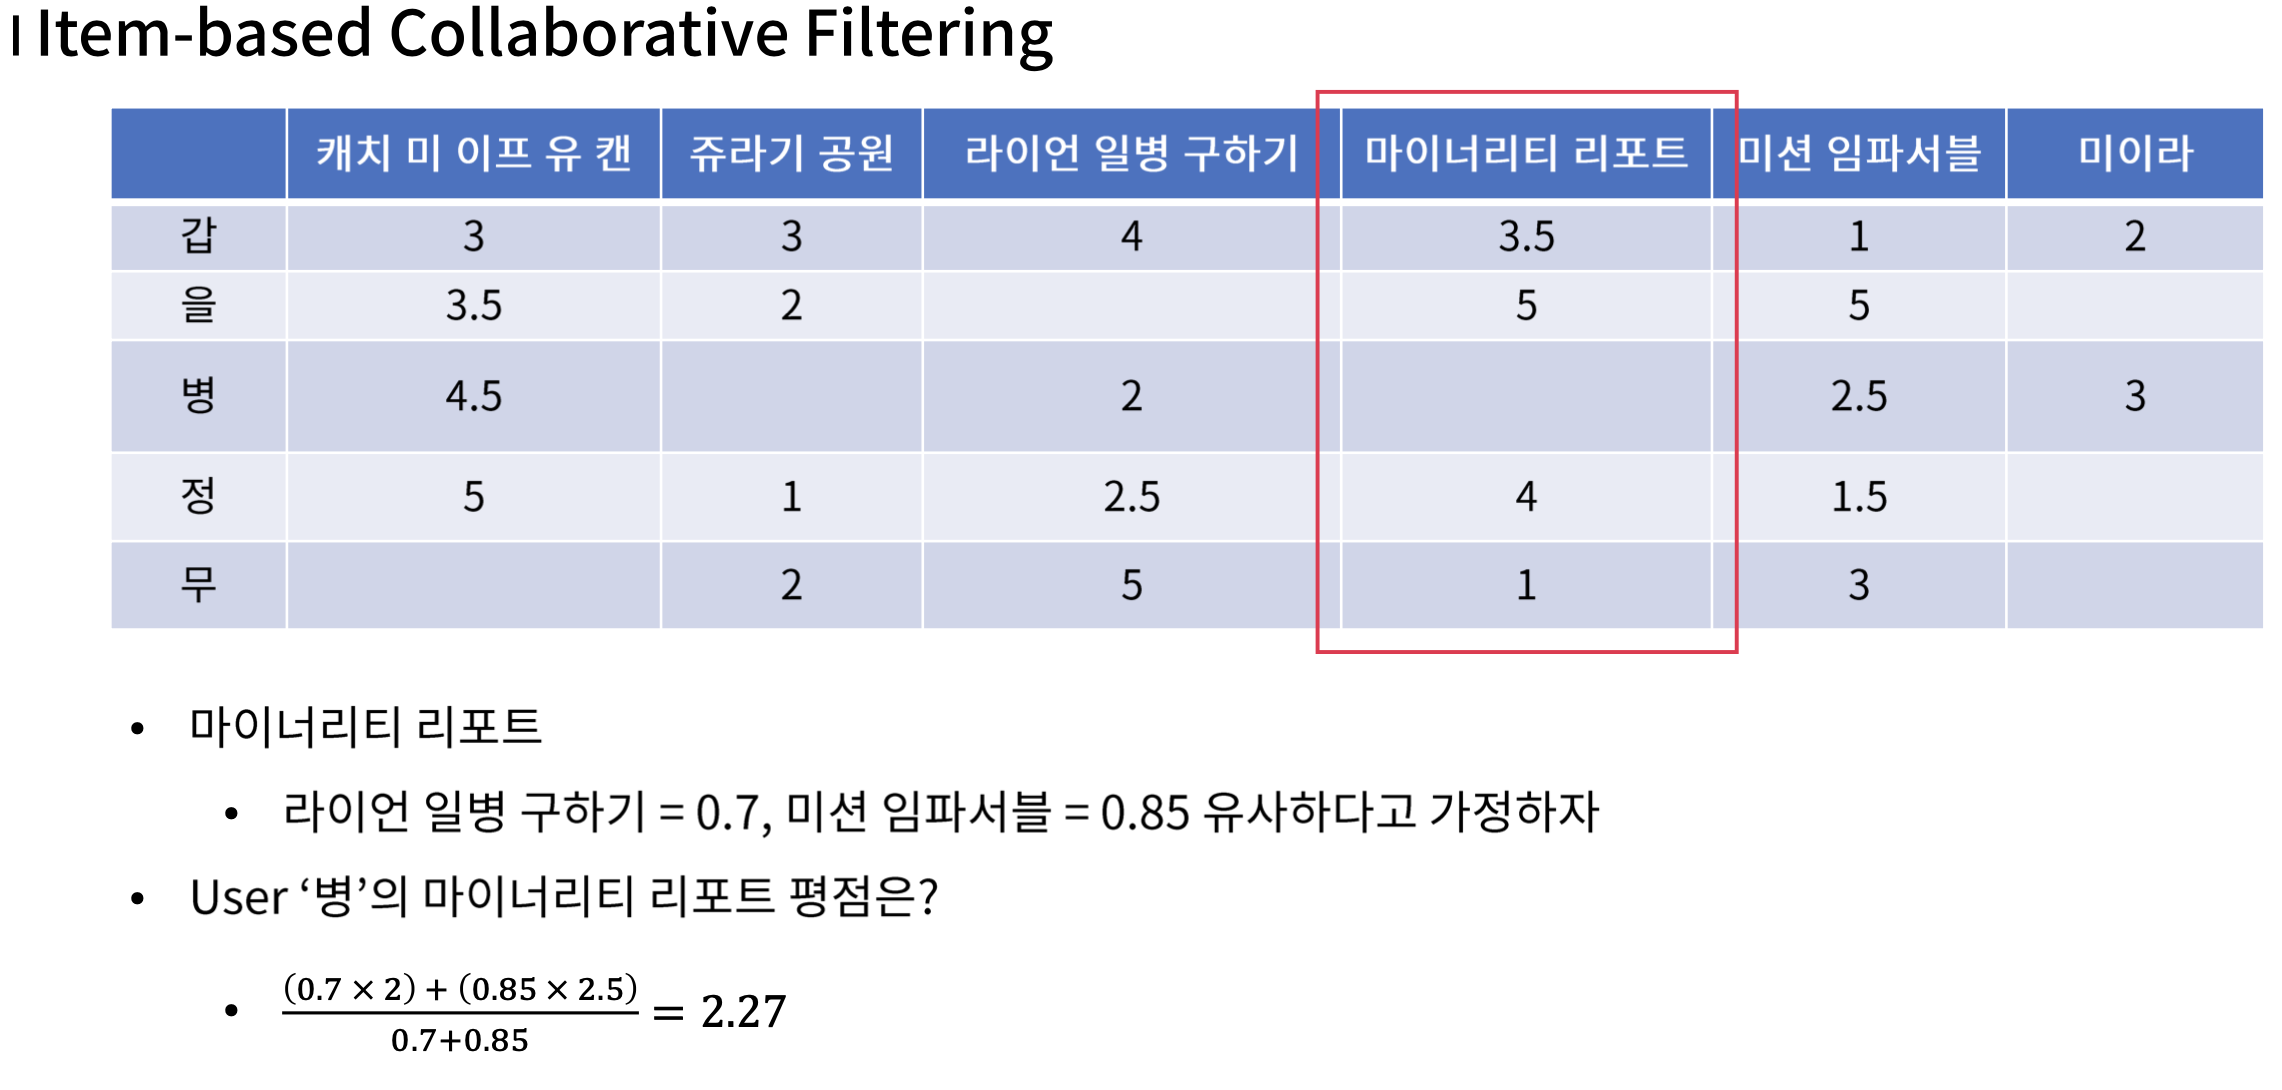 Item-based Collaborative Filtering
캐치 미 이프 유 캔 쥬라기 공원 라이언 일병 구하기 마이너리티 리포트 미션 임파서블 미이라
갑 3 3 4 3.5 1 2
을 3.5 2 5 5
병 4.5 2 2.5 3
정 5 1 2.5 4 1.5
무 2 5 1 3
• 마이너리티 리포트
• 라이언 일병 구하기 = 0.7, 미션 임파서블 = 0.85 유사하다고 가정하자
• User ‘병’의 마이너리티 리포트 평점은?
• (0.7 × 2) + (0.85 × 2.5)
0.7+0.85
= 2.27